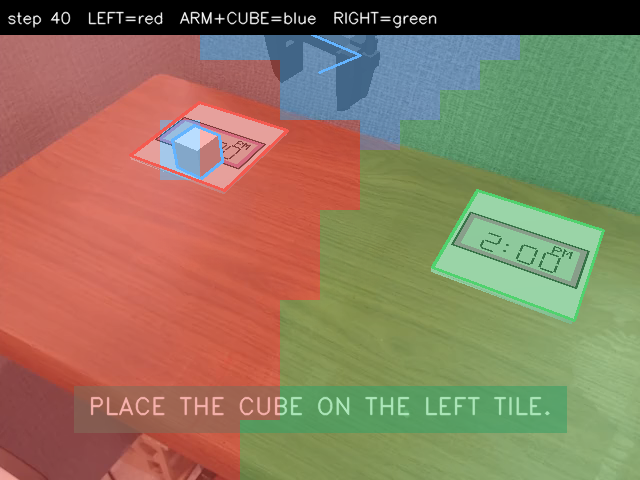 step 40 LEFT=red ARM+CUBE=blue RIGHT=green
PM
2:00 PM
PLACE THE CUBE ON THE LEFT TILE.